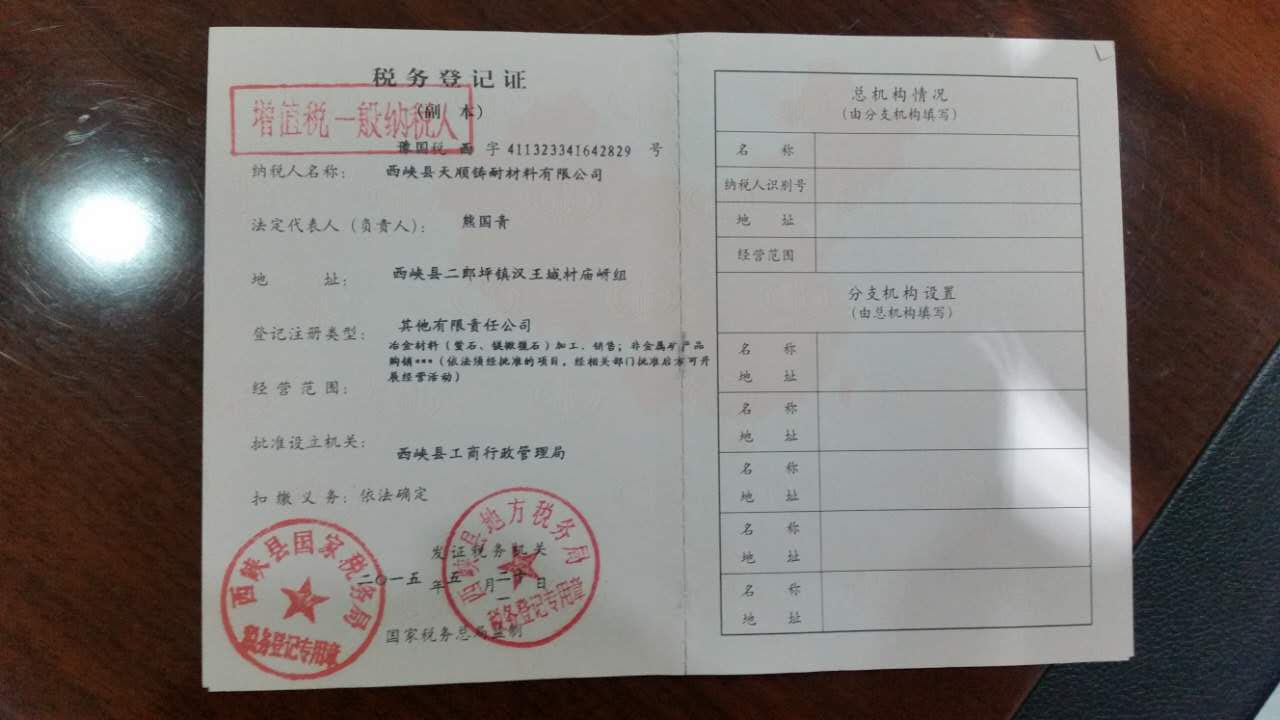 税务登记证
(副 本)
增值税一般纳税人
豫国税 西 字 411323341642829 号
纳税人名称: 西峡县天顺铸耐材料有限公司
法定代表人(负责人): 熊国青
地 址: 西峡县二郎坪镇汉王城村庙岈组
登记注册类型: 其他有限责任公司
冶金材料(萤石、镁橄榄石)加工、销售;非金属矿产品
购销***(依法须经批准的项目,经相关部门批准后方可开
展经营活动)
经营范围:
批准设立机关: 西峡县工商行政管理局
扣缴义务: 依法确定
发证税务机关
二〇一五 年 五 月 二十一 日
国家税务总局监制
西峡县国家税务局
税务登记专用章
西峡县地方税务局
税务登记专用章
总机构情况
(由分支机构填写)
名 称
纳税人识别号
地 址
经营范围
分支机构设置
(由总机构填写)
名 称
地 址
名 称
地 址
名 称
地 址
名 称
地 址
名 称
地 址